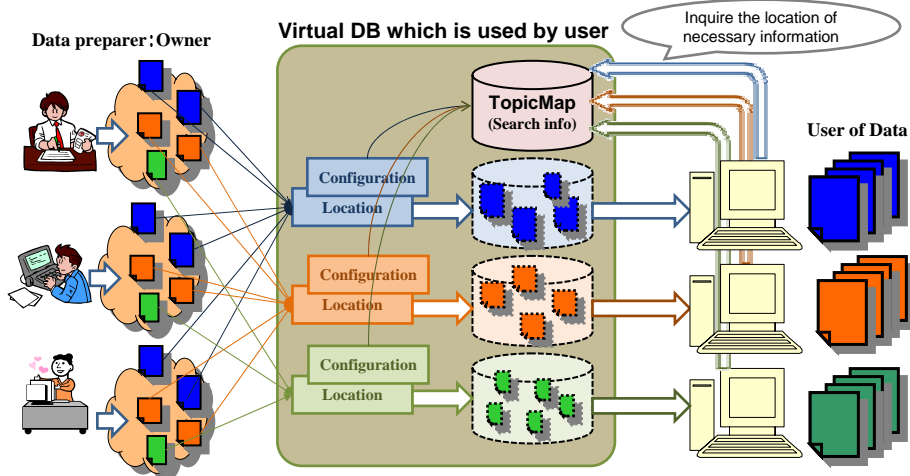 Data preparer：Owner
Virtual DB which is used by user
Inquire the location of
necessary information
TopicMap
(Search info)
User of Data
Configuration
Location
Configuration
Location
Configuration
Location